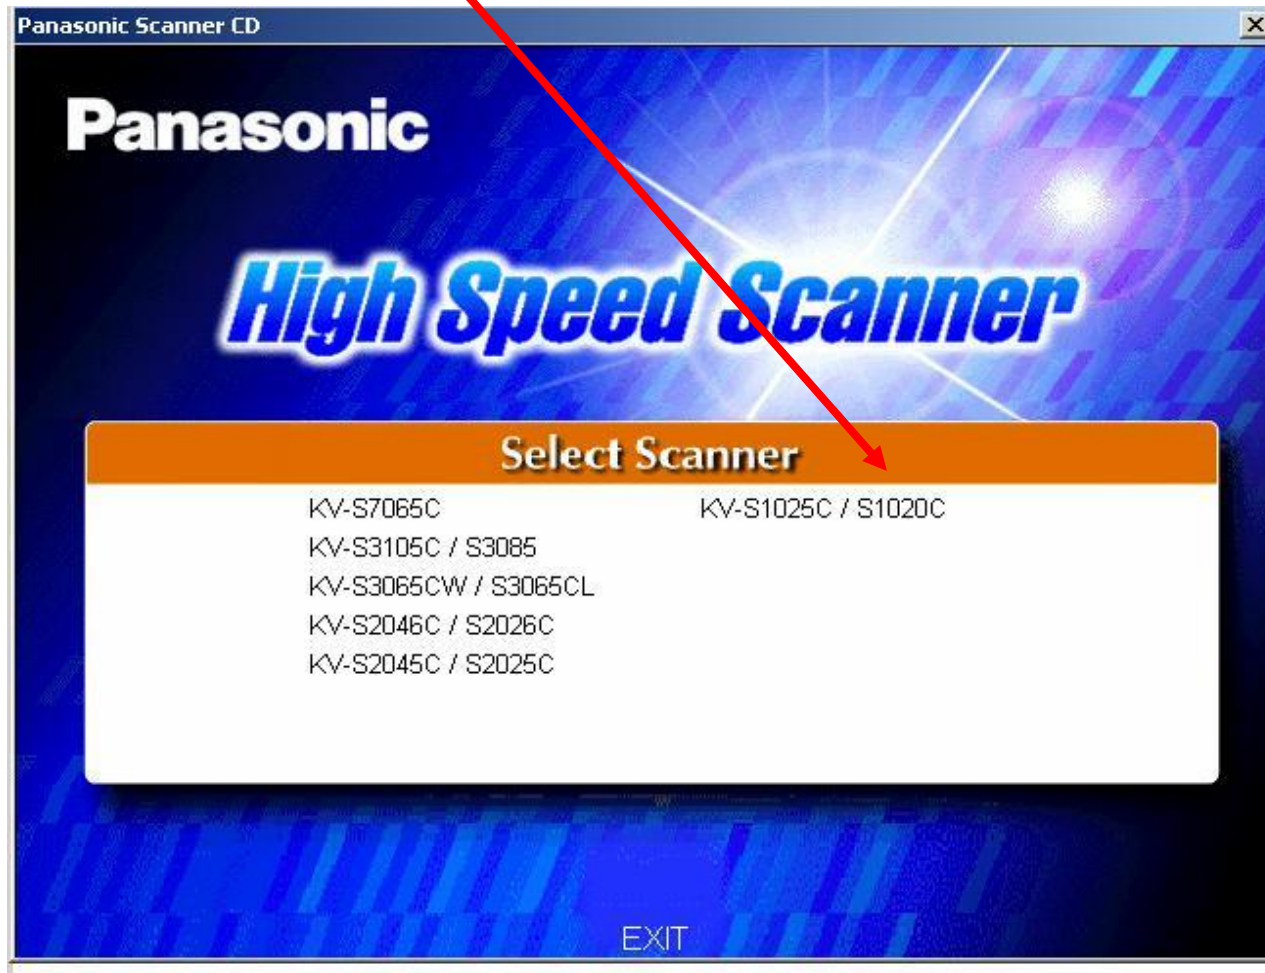 Panasonic Scanner CD
Panasonic
High Speed Scanner
Select Scanner
KV-S7065C
KV-S3105C / S3085
KV-S3065CW / S3065CL
KV-S2046C / S2026C
KV-S2045C / S2025C
KV-S1025C / S1020C
EXIT